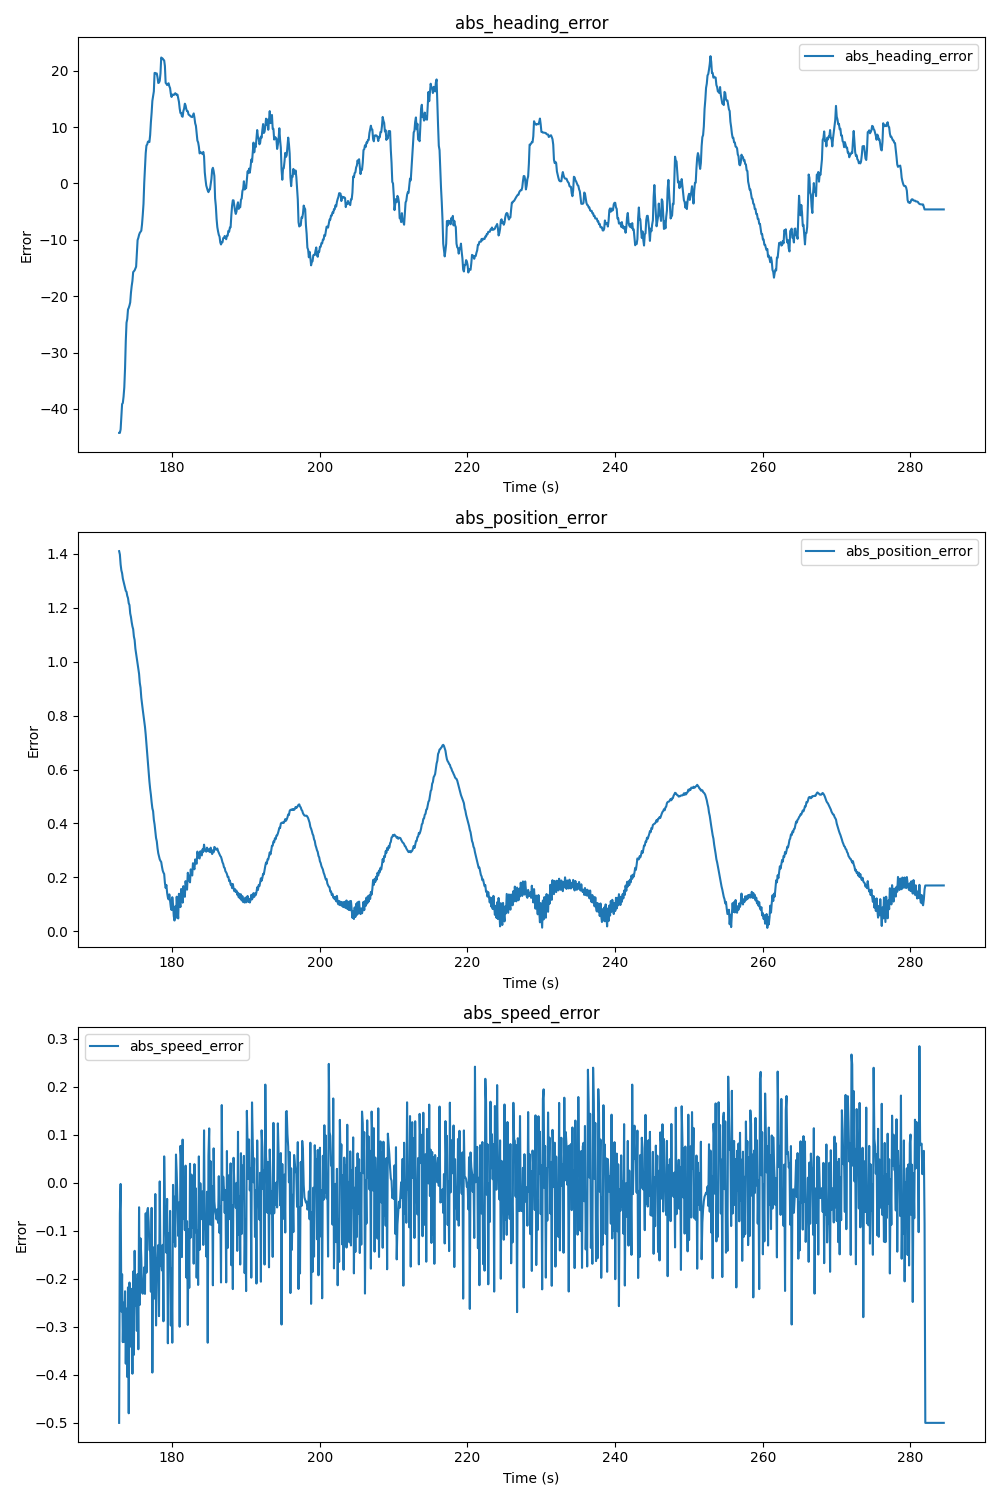 abs_heading_error
abs_heading_error
20
10
0
−10
−20
−30
−40
Error
180 200 220 240 260 280
Time (s)
abs_position_error
abs_position_error
1.4
1.2
1.0
0.8
0.6
0.4
0.2
0.0
Error
180 200 220 240 260 280
Time (s)
abs_speed_error
abs_speed_error
0.3
0.2
0.1
0.0
−0.1
−0.2
−0.3
−0.4
−0.5
Error
180 200 220 240 260 280
Time (s)